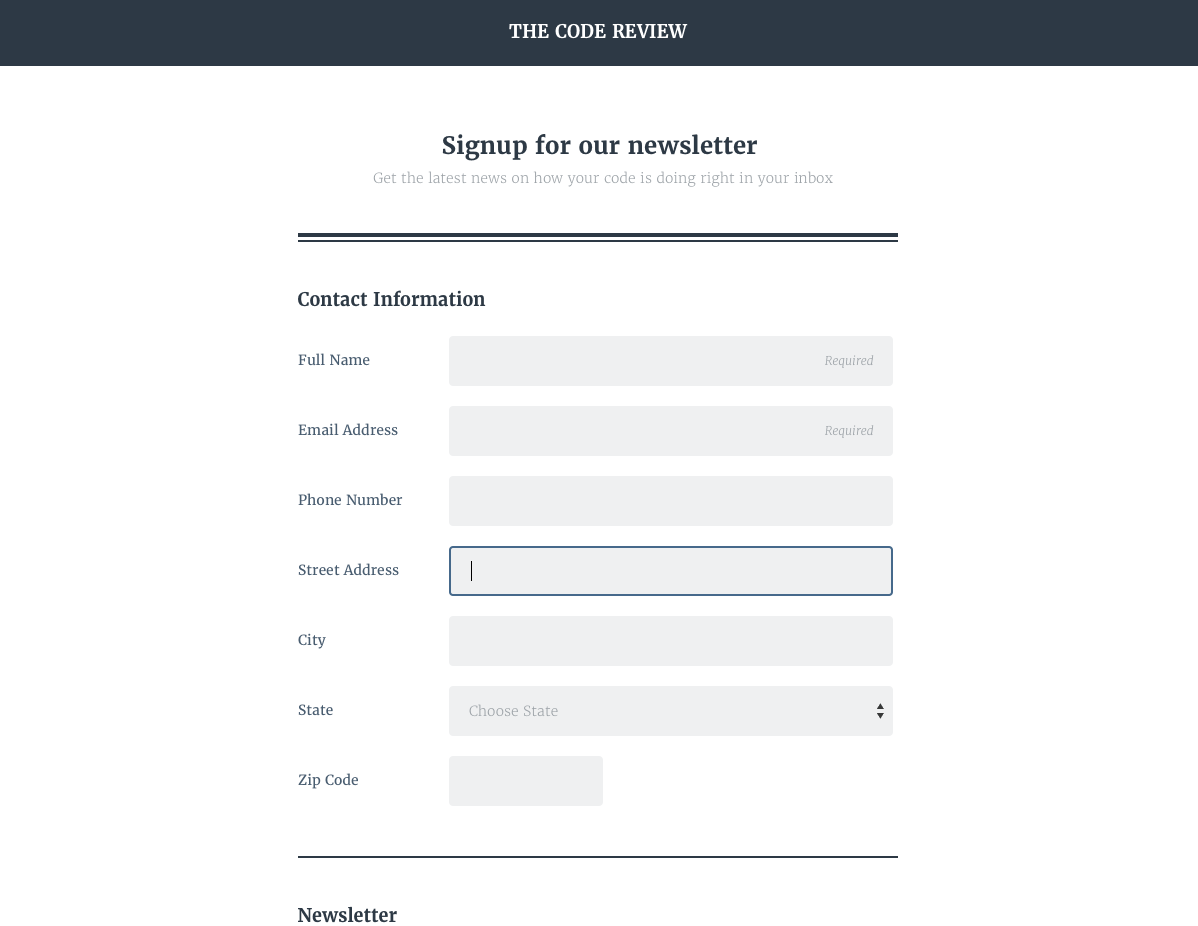 THE CODE REVIEW
Signup for our newsletter
Get the latest news on how your code is doing right in your inbox
Contact Information
Full Name
Required
Email Address
Required
Phone Number
Street Address
City
State
Choose State
Zip Code
Newsletter